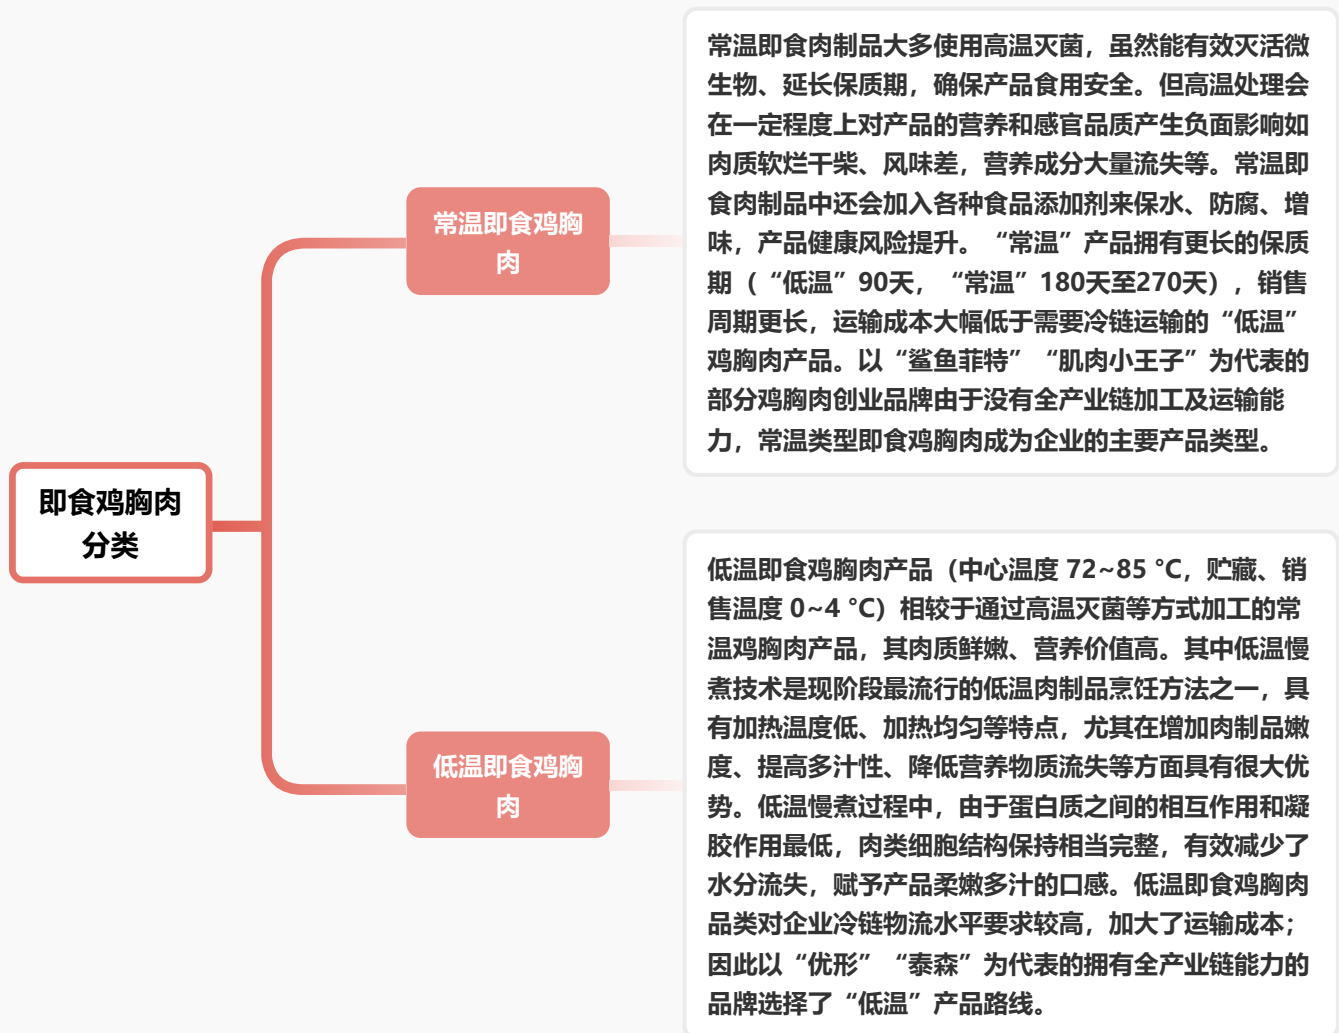 即食鸡胸肉
分类
常温即食鸡胸
肉
常温即食肉制品大多使用高温灭菌，虽然能有效灭活微
生物、延长保质期，确保产品食用安全。但高温处理会
在一定程度上对产品的营养和感官品质产生负面影响如
肉质软烂干柴、风味差，营养成分大量流失等。常温即
食肉制品中还会加入各种食品添加剂来保水、防腐、增
味，产品健康风险提升。“常温”产品拥有更长的保质
期（“低温”90天，“常温”180天至270天），销售
周期更长，运输成本大幅低于需要冷链运输的“低温”
鸡胸肉产品。以“鲨鱼菲特”“肌肉小王子”为代表的
部分鸡胸肉创业品牌由于没有全产业链加工及运输能
力，常温类型即食鸡胸肉成为企业的主要产品类型。
低温即食鸡胸
肉
低温即食鸡胸肉产品（中心温度 72~85 °C，贮藏、销
售温度 0~4 °C）相较于通过高温灭菌等方式加工的常
温鸡胸肉产品，其肉质鲜嫩、营养价值高。其中低温慢
煮技术是现阶段最流行的低温肉制品烹饪方法之一，具
有加热温度低、加热均匀等特点，尤其在增加肉制品嫩
度、提高多汁性、降低营养物质流失等方面具有很大优
势。低温慢煮过程中，由于蛋白质之间的相互作用和凝
胶作用最低，肉类细胞结构保持相当完整，有效减少了
水分流失，赋予产品柔嫩多汁的口感。低温即食鸡胸肉
品类对企业冷链物流水平要求较高，加大了运输成本；
因此以“优形”“泰森”为代表的拥有全产业链能力的
品牌选择了“低温”产品路线。